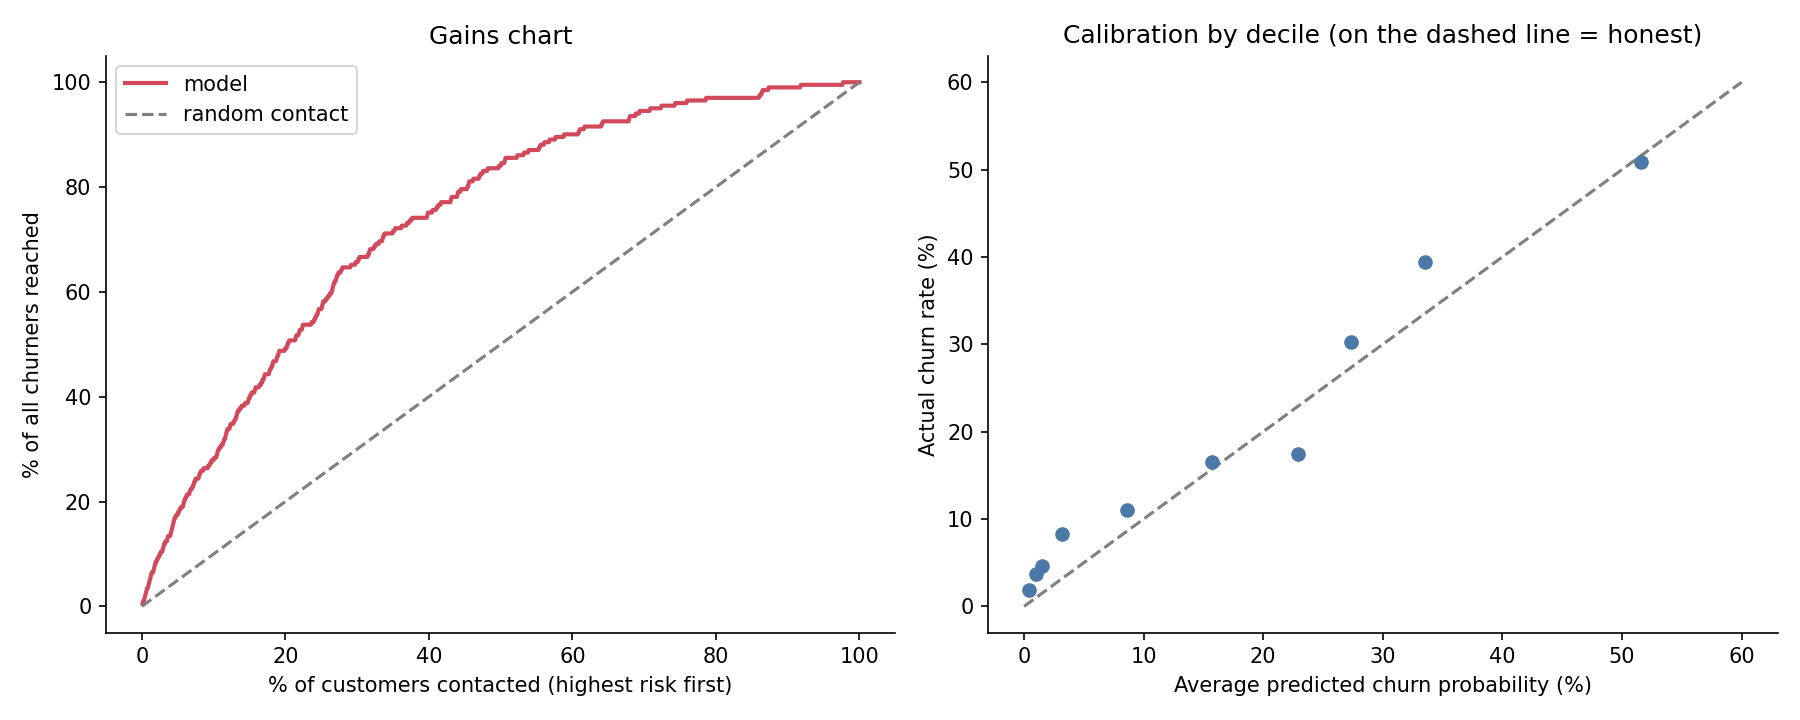 Gains chart
model
random contact
100
80
60
40
20
0
% of all churners reached
0 20 40 60 80 100
% of customers contacted (highest risk first)
Calibration by decile (on the dashed line = honest)
60
50
40
30
20
10
0
Actual churn rate (%)
0 10 20 30 40 50 60
Average predicted churn probability (%)